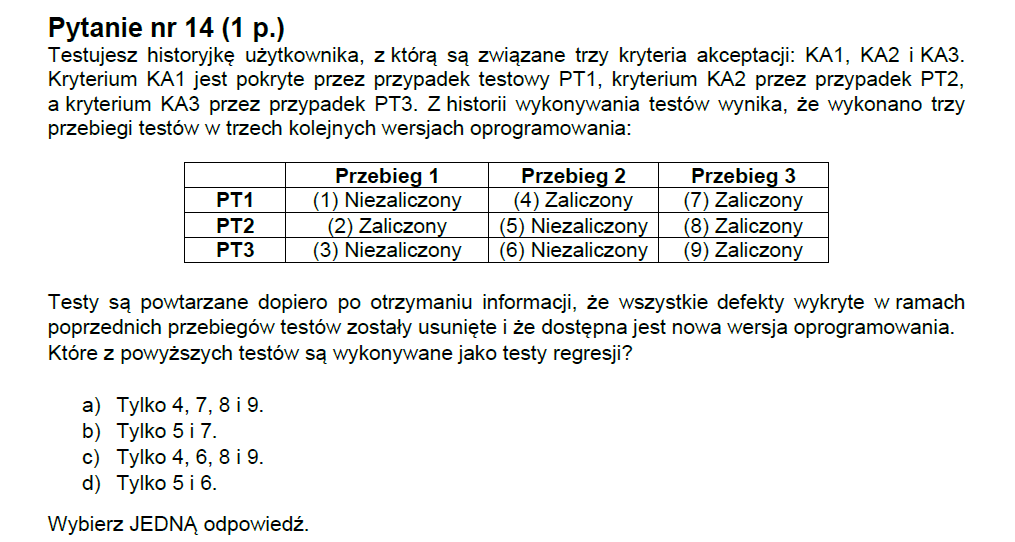 Pytanie nr 14 (1 p.)
Testujesz historyjkę użytkownika, z którą są związane trzy kryteria akceptacji: KA1, KA2 i KA3.
Kryterium KA1 jest pokryte przez przypadek testowy PT1, kryterium KA2 przez przypadek PT2,
a kryterium KA3 przez przypadek PT3. Z historii wykonywania testów wynika, że wykonano trzy
przebiegi testów w trzech kolejnych wersjach oprogramowania:
Przebieg 1 Przebieg 2 Przebieg 3
PT1 (1) Niezaliczony (4) Zaliczony (7) Zaliczony
PT2 (2) Zaliczony (5) Niezaliczony (8) Zaliczony
PT3 (3) Niezaliczony (6) Niezaliczony (9) Zaliczony
Testy są powtarzane dopiero po otrzymaniu informacji, że wszystkie defekty wykryte w ramach
poprzednich przebiegów testów zostały usunięte i że dostępna jest nowa wersja oprogramowania.
Które z powyższych testów są wykonywane jako testy regresji?
a) Tylko 4, 7, 8 i 9.
b) Tylko 5 i 7.
c) Tylko 4, 6, 8 i 9.
d) Tylko 5 i 6.
Wybierz JEDNĄ odpowiedź.